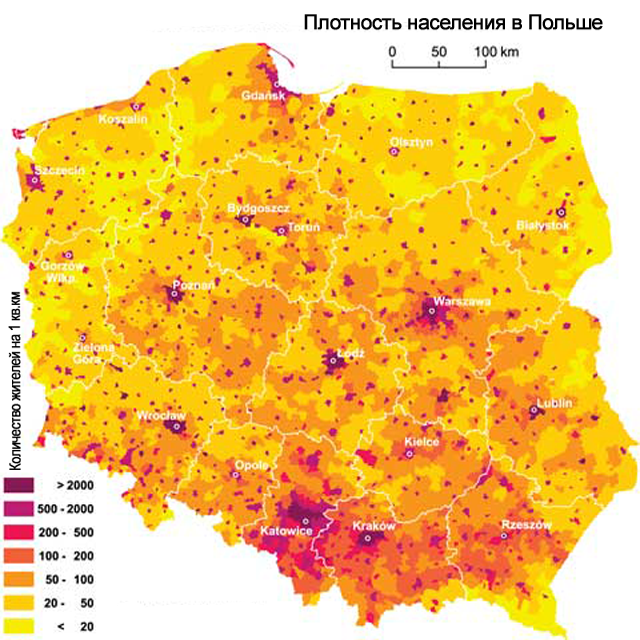 Плотность населения в Польше
0 50 100 km
Gdańsk
Koszalin
Olsztyn
Szczecin
Bydgoszcz
Toruń
Białystok
Gorzów
Wlkp.
Poznań
Warszawa
Zielona
Góra
Łódź
Wrocław
Lublin
Kielce
Opole
Katowice
Kraków
Rzeszów
Количество жителей на 1 кв.км
> 2000
500 - 2000
200 - 500
100 - 200
50 - 100
20 - 50
< 20